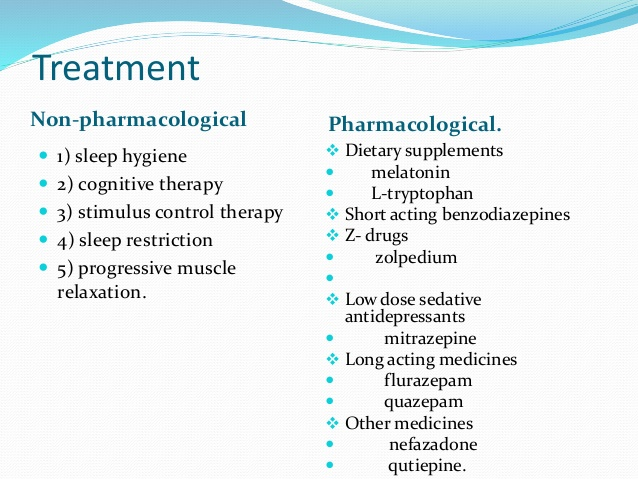 Treatment
Non-pharmacological
1) sleep hygiene
2) cognitive therapy
3) stimulus control therapy
4) sleep restriction
5) progressive muscle
relaxation.
Pharmacological.
Dietary supplements
melatonin
L-tryptophan
Short acting benzodiazepines
Z- drugs
zolpedium
Low dose sedative
antidepressants
mitrazepine
Long acting medicines
flurazepam
quazepam
Other medicines
nefazadone
qutiepine.